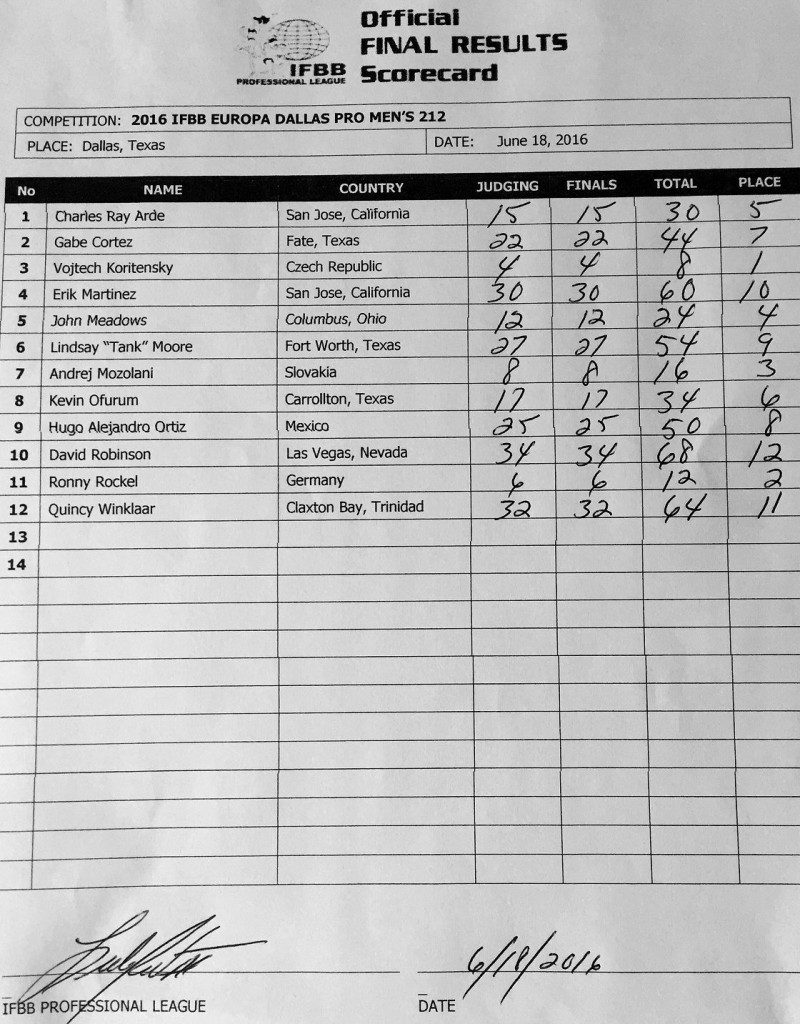 Official
FINAL RESULTS
IFBB Scorecard
PROFESSIONAL LEAGUE
COMPETITION: 2016 IFBB EUROPA DALLAS PRO MEN'S 212
PLACE: Dallas, Texas DATE: June 18, 2016
No NAME COUNTRY JUDGING FINALS TOTAL PLACE
1 Charles Ray Arde San Jose, California 15 15 30 5
2 Gabe Cortez Fate, Texas 22 22 44 7
3 Vojtech Koritensky Czech Republic 4 4 8 1
4 Erik Martinez San Jose, California 30 30 60 10
5 John Meadows Columbus, Ohio 12 12 24 4
6 Lindsay "Tank" Moore Fort Worth, Texas 27 27 54 9
7 Andrej Mozolani Slovakia 8 8 16 3
8 Kevin Ofurum Carrollton, Texas 17 17 34 6
9 Hugo Alejandro Ortiz Mexico 25 25 50 8
10 David Robinson Las Vegas, Nevada 34 34 68 12
11 Ronny Rockel Germany 6 6 12 2
12 Quincy Winklaar Claxton Bay, Trinidad 32 32 64 11
13
14
6/18/2016
IFBB PROFESSIONAL LEAGUE DATE